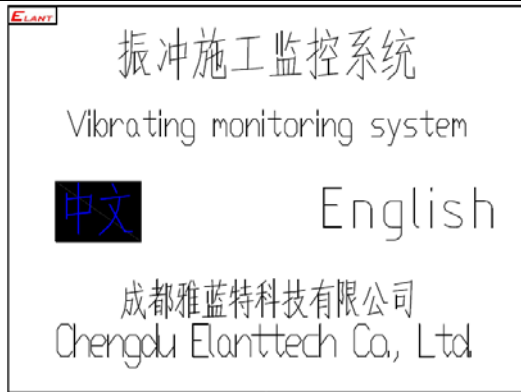 ELANT
振冲施工监控系统
Vibrating monitoring system
中文 English
成都雅蓝特科技有限公司
Chengdu Elanttech Co., Ltd.